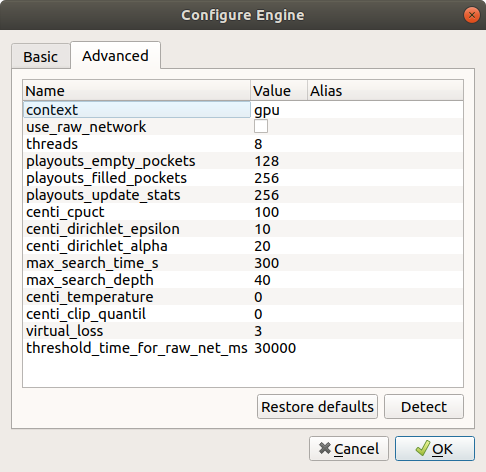 Configure Engine
Basic Advanced
Name Value Alias
context gpu
use_raw_network
threads 8
playouts_empty_pockets 128
playouts_filled_pockets 256
playouts_update_stats 256
centi_cpuct 100
centi_dirichlet_epsilon 10
centi_dirichlet_alpha 20
max_search_time_s 300
max_search_depth 40
centi_temperature 0
centi_clip_quantil 0
virtual_loss 3
threshold_time_for_raw_net_ms 30000
Restore defaults Detect
Cancel OK